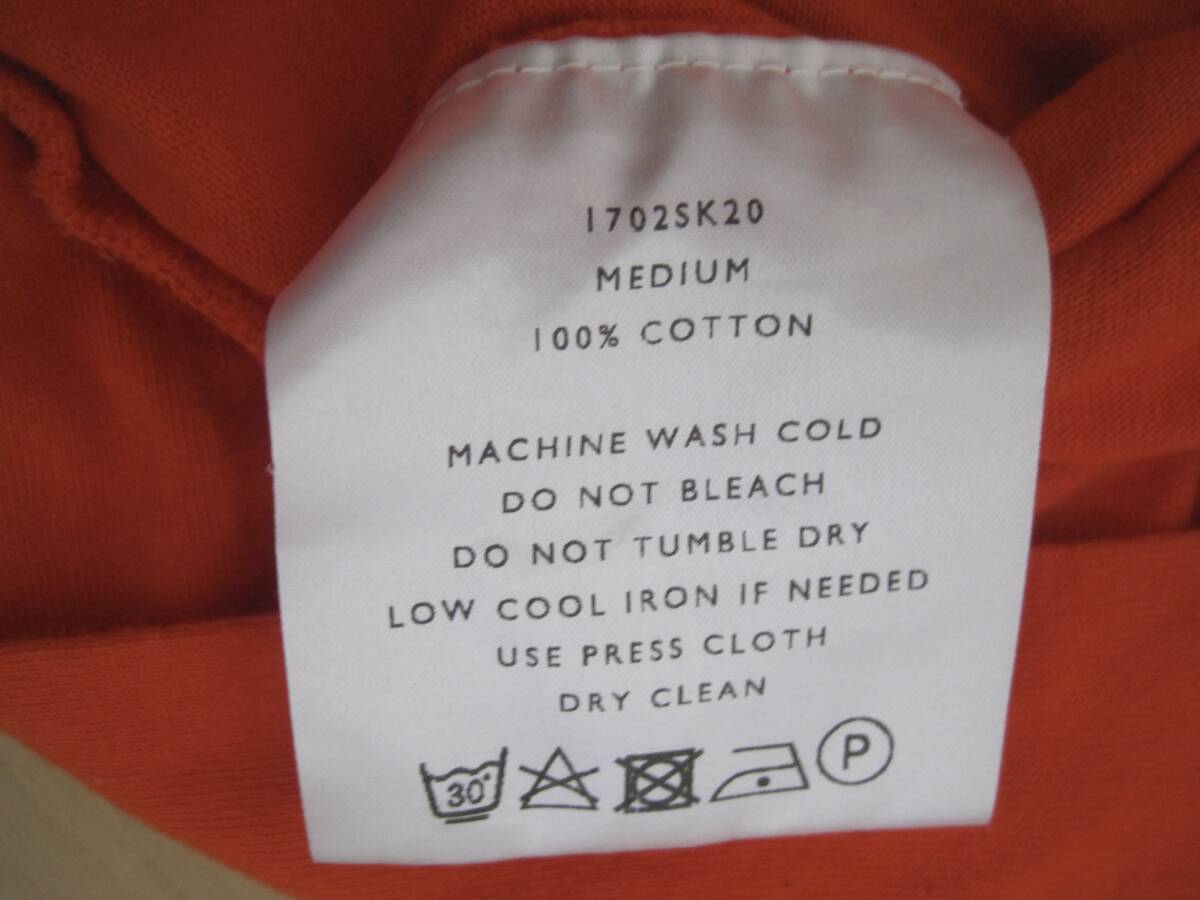 1702SK20
MEDIUM
100% COTTON
MACHINE WASH COLD
DO NOT BLEACH
DO NOT TUMBLE DRY
LOW COOL IRON IF NEEDED
USE PRESS CLOTH
DRY CLEAN
30° P